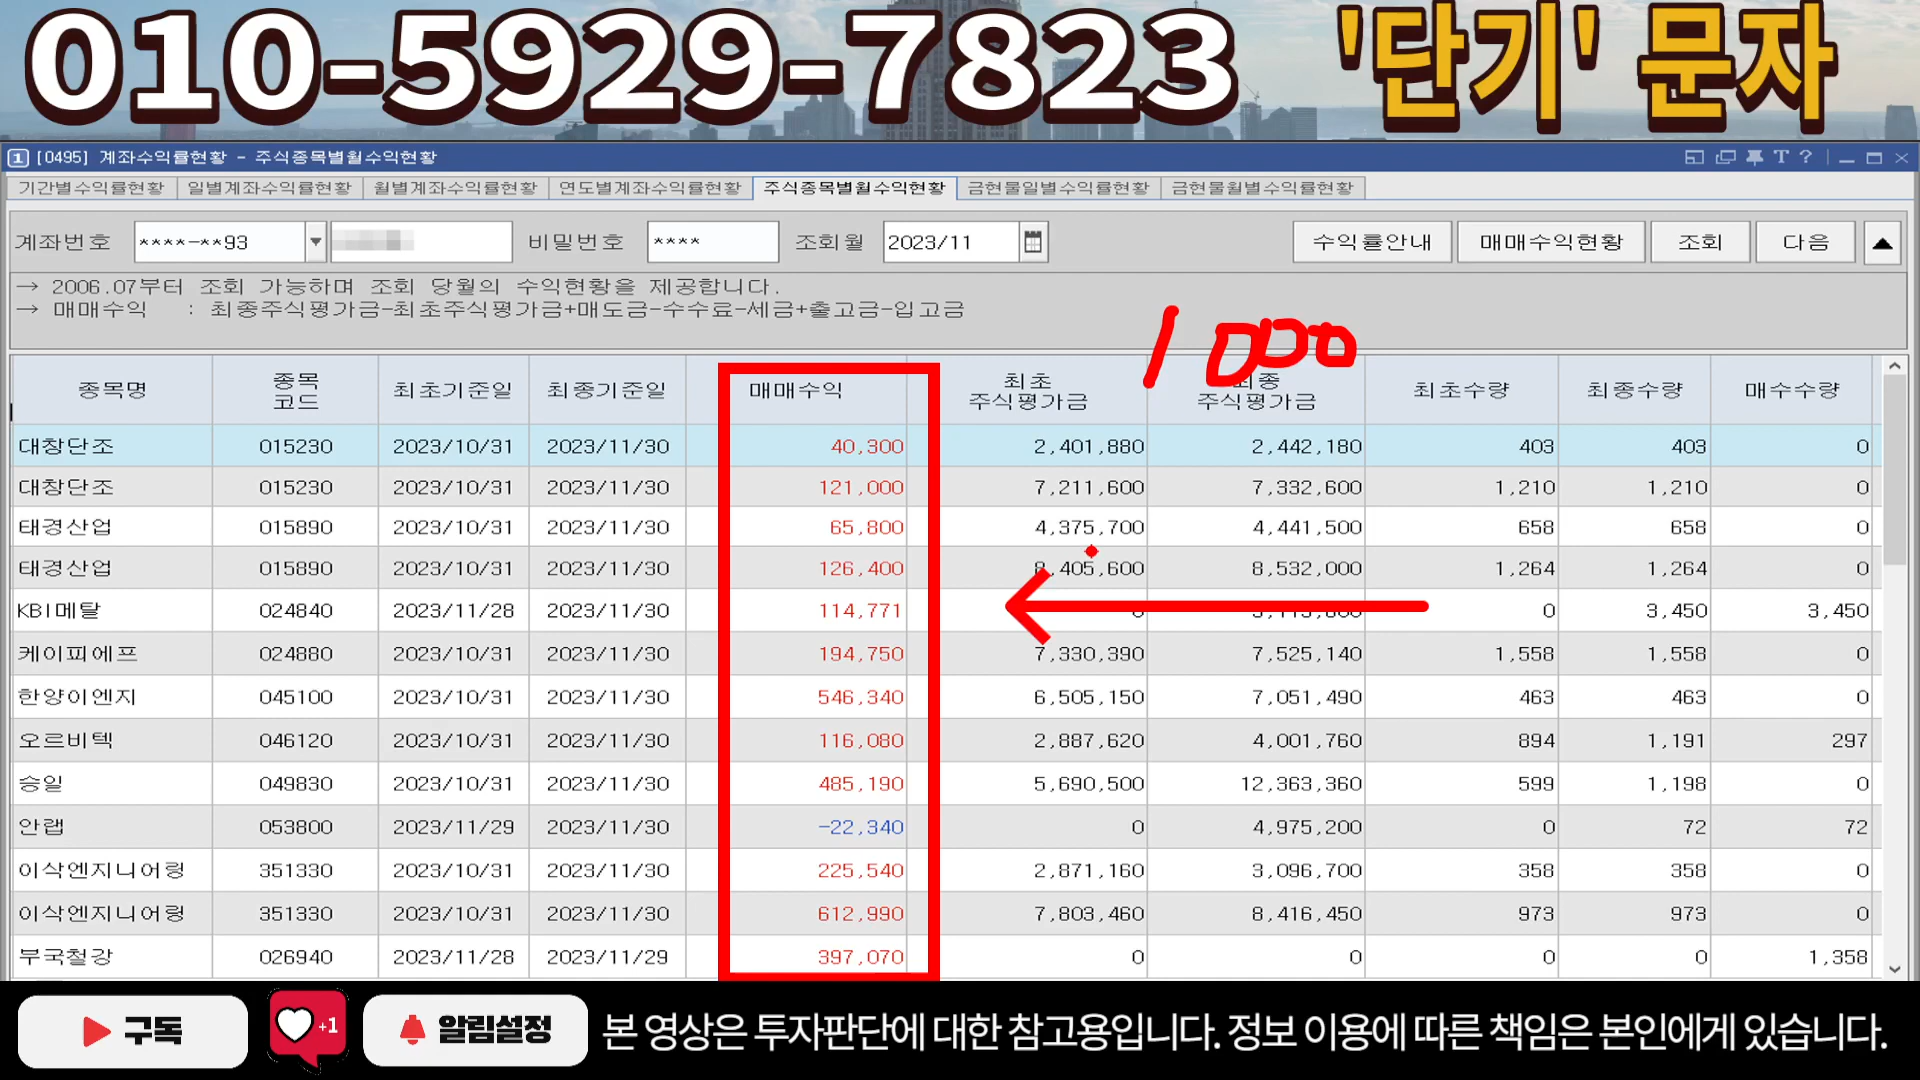 010-5929-7823 '단기' 문자
1 [0495] 계좌수익률현황 - 주식종목별월수익현황
기간별수익률현황 일별계좌수익률현황 월별계좌수익률현황 연도별계좌수익률현황 주식종목별월수익현황 금현물일별수익률현황 금현물월별수익률현황
계좌번호 ****-**93 비밀번호 **** 조회월 2023/11 수익률안내 매매수익현황 조회 다음
→ 2006.07부터 조회 가능하며 조회 당월의 수익현황을 제공합니다.
→ 매매수익 : 최종주식평가금-최초주식평가금+매도금-수수료-세금+출고금-입고금
1000
종목명 종목코드 최초기준일 최종기준일 매매수익 최초주식평가금 최종주식평가금 최초수량 최종수량 매수수량
대창단조 015230 2023/10/31 2023/11/30 40,300 2,401,880 2,442,180 403 403 0
대창단조 015230 2023/10/31 2023/11/30 121,000 7,211,600 7,332,600 1,210 1,210 0
태경산업 015890 2023/10/31 2023/11/30 65,800 4,375,700 4,441,500 658 658 0
태경산업 015890 2023/10/31 2023/11/30 126,400 8,405,600 8,532,000 1,264 1,264 0
KBI메탈 024840 2023/11/28 2023/11/30 114,771 0 0 3,450 3,450
케이피에프 024880 2023/10/31 2023/11/30 194,750 7,330,390 7,525,140 1,558 1,558 0
한양이엔지 045100 2023/10/31 2023/11/30 546,340 6,505,150 7,051,490 463 463 0
오르비텍 046120 2023/10/31 2023/11/30 116,080 2,887,620 4,001,760 894 1,191 297
승일 049830 2023/10/31 2023/11/30 485,190 5,690,500 12,363,360 599 1,198 0
안랩 053800 2023/11/29 2023/11/30 -22,340 0 4,975,200 0 72 72
이삭엔지니어링 351330 2023/10/31 2023/11/30 225,540 2,871,160 3,096,700 358 358 0
이삭엔지니어링 351330 2023/10/31 2023/11/30 612,990 7,803,460 8,416,450 973 973 0
부국철강 026940 2023/11/28 2023/11/29 397,070 0 0 0 0 1,358
구독 +1 알림설정 본 영상은 투자판단에 대한 참고용입니다. 정보 이용에 따른 책임은 본인에게 있습니다.